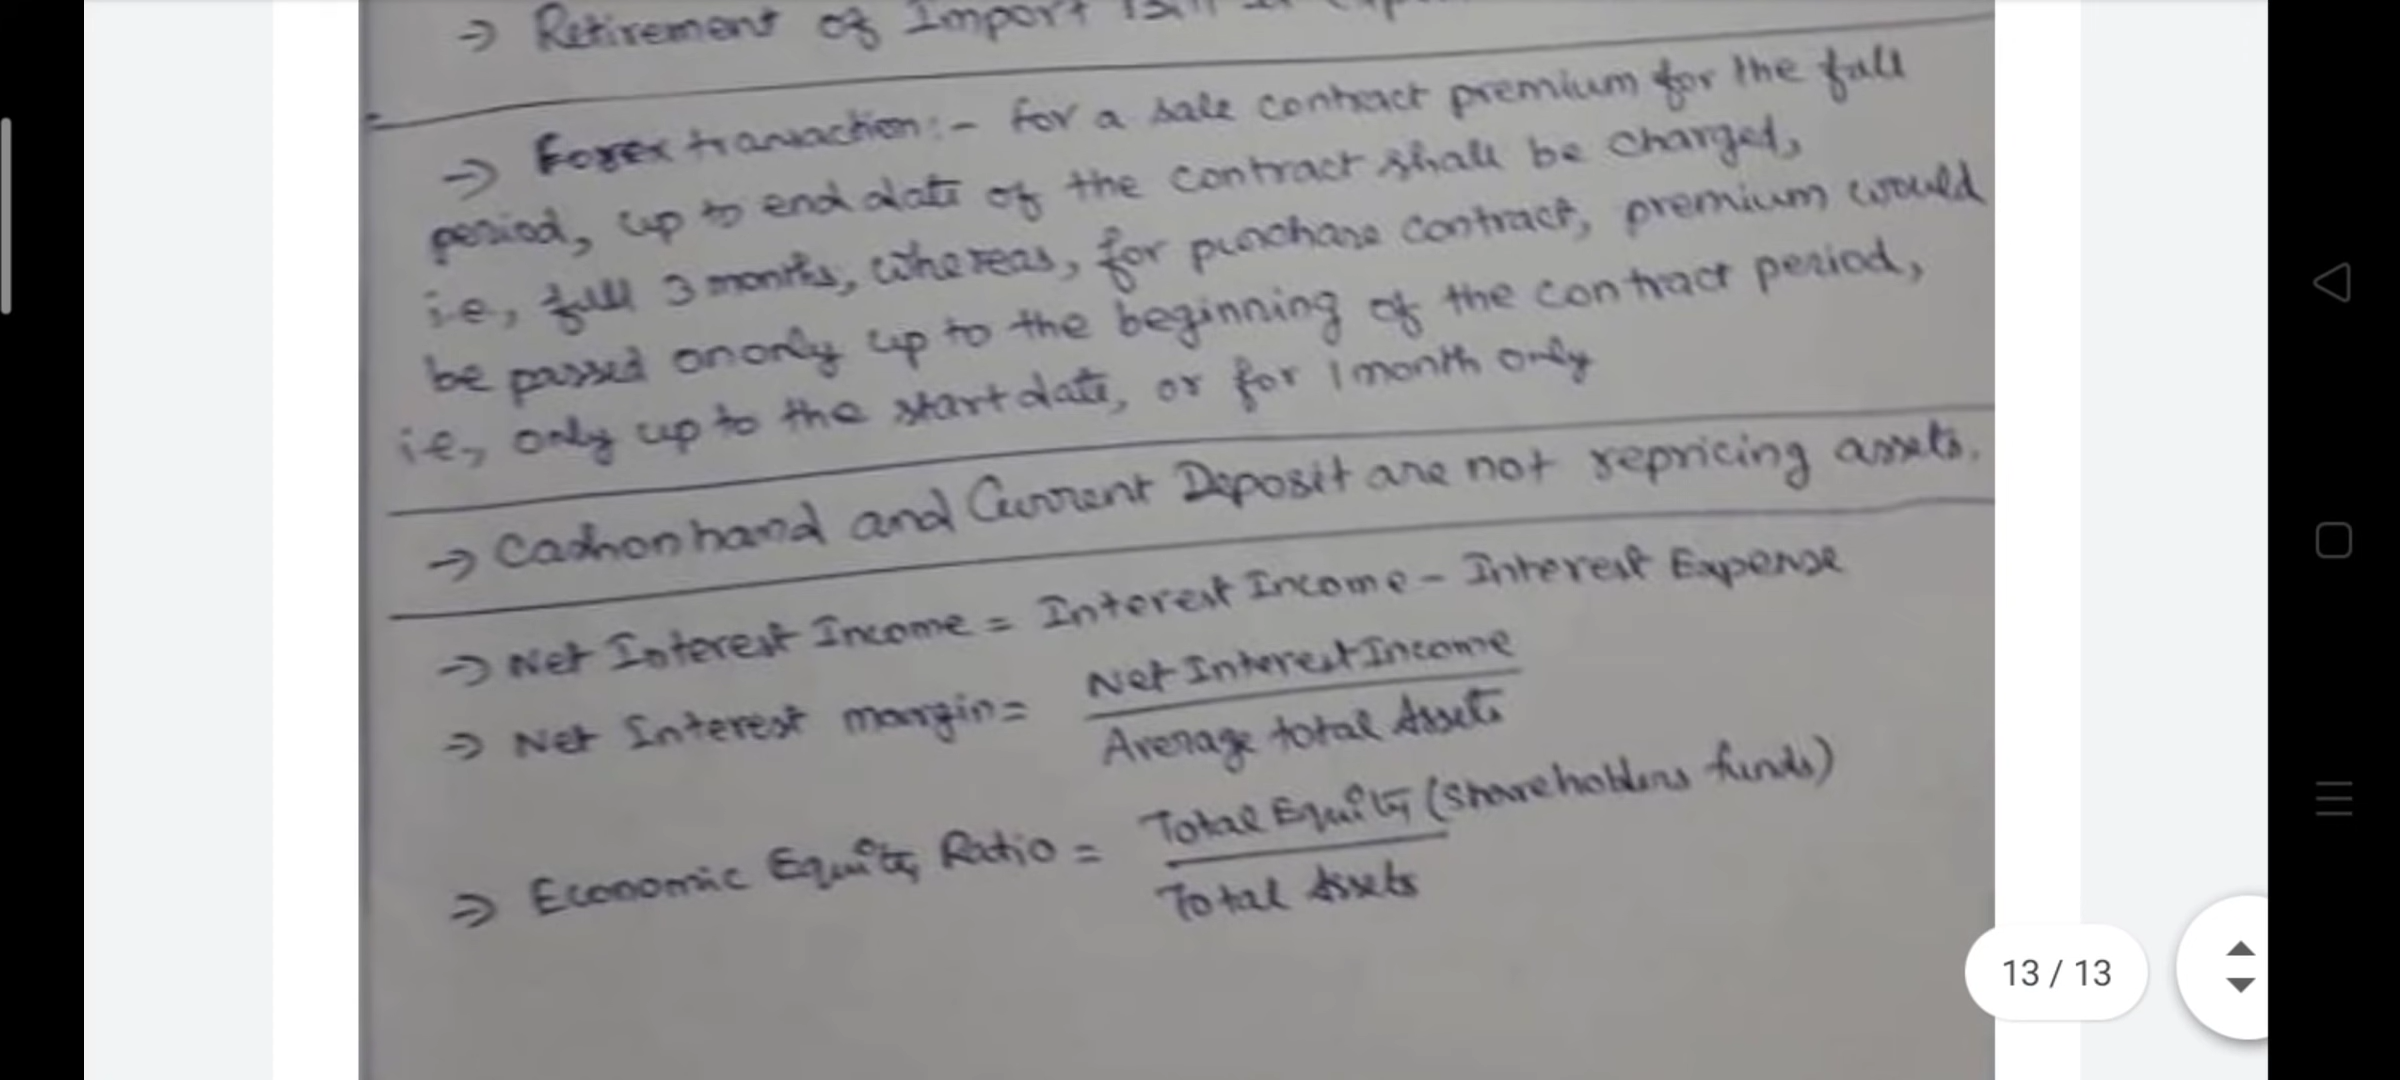 → Retirement of Import Bill
→ Forex transaction:- for a sale contract premium for the full
period, up to end date of the contract shall be charged,
i.e, full 3 months, whereas, for purchase contract, premium would
be passed on only up to the beginning of the contract period,
ie, only up to the start date, or for 1 month only
→ Cash on hand and Current Deposit are not repricing assets.
→ Net Interest Income = Interest Income - Interest Expense
→ Net Interest margin = Net Interest Income
Average total Assets
→ Economic Equity Ratio = Total Equity (Shareholders funds)
Total Assets
13 / 13